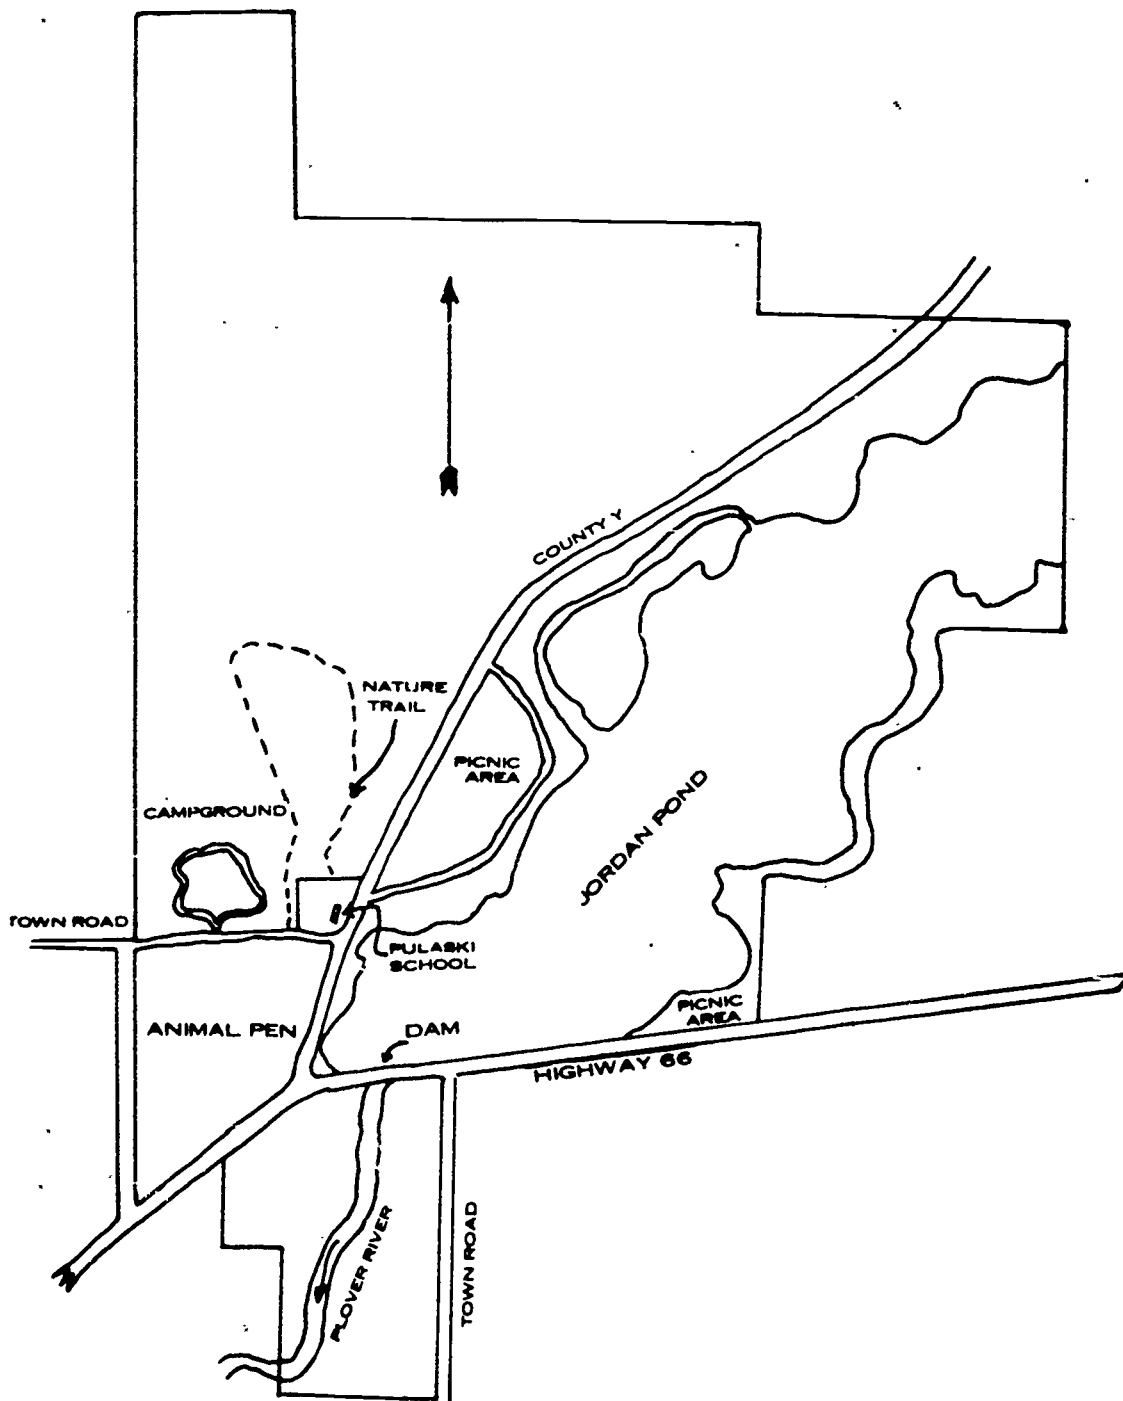 COUNTY Y
NATURE
TRAIL
PICNIC
AREA
CAMPGROUND
JORDAN POND
TOWN ROAD
PULASKI
SCHOOL
ANIMAL PEN
DAM
PICNIC
AREA
HIGHWAY 66
PLOVER RIVER
TOWN ROAD